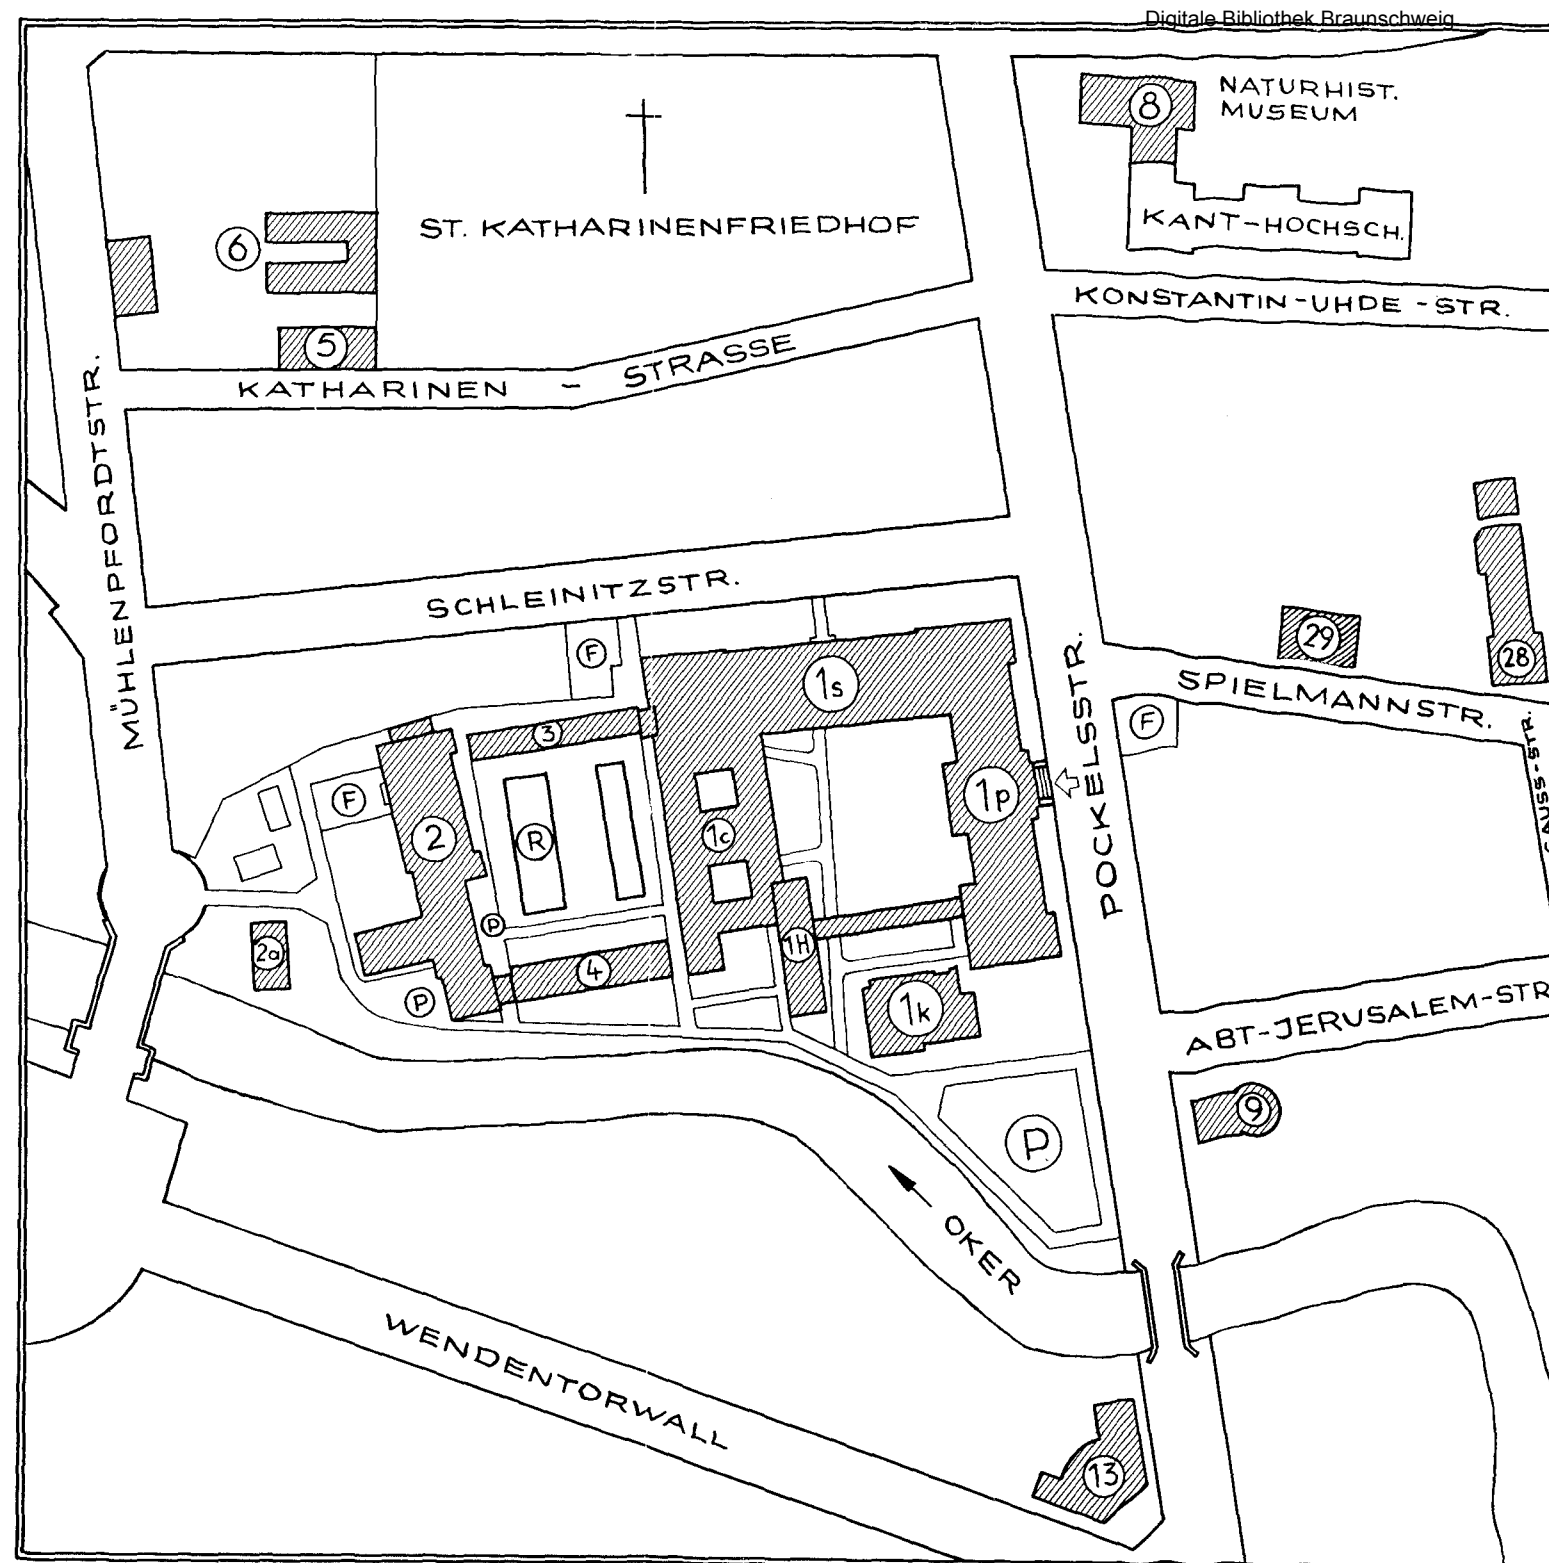 Digitale Bibliothek Braunschweig
8
NATURHIST.
MUSEUM
ST. KATHARINENFRIEDHOF
KANT-HOCHSCH.
6
KONSTANTIN-UHDE-STR.
5
KATHARINEN - STRASSE
MÜHLENPFORDTSTR.
SCHLEINITZSTR.
29
28
F
1s
SPIELMANNSTR.
POCKELSSTR.
F
3
F
1p
2
R
1c
P
1H
2a
4
P
1k
ABT-JERUSALEM-STR
9
P
OKER
WENDENTORWALL
13